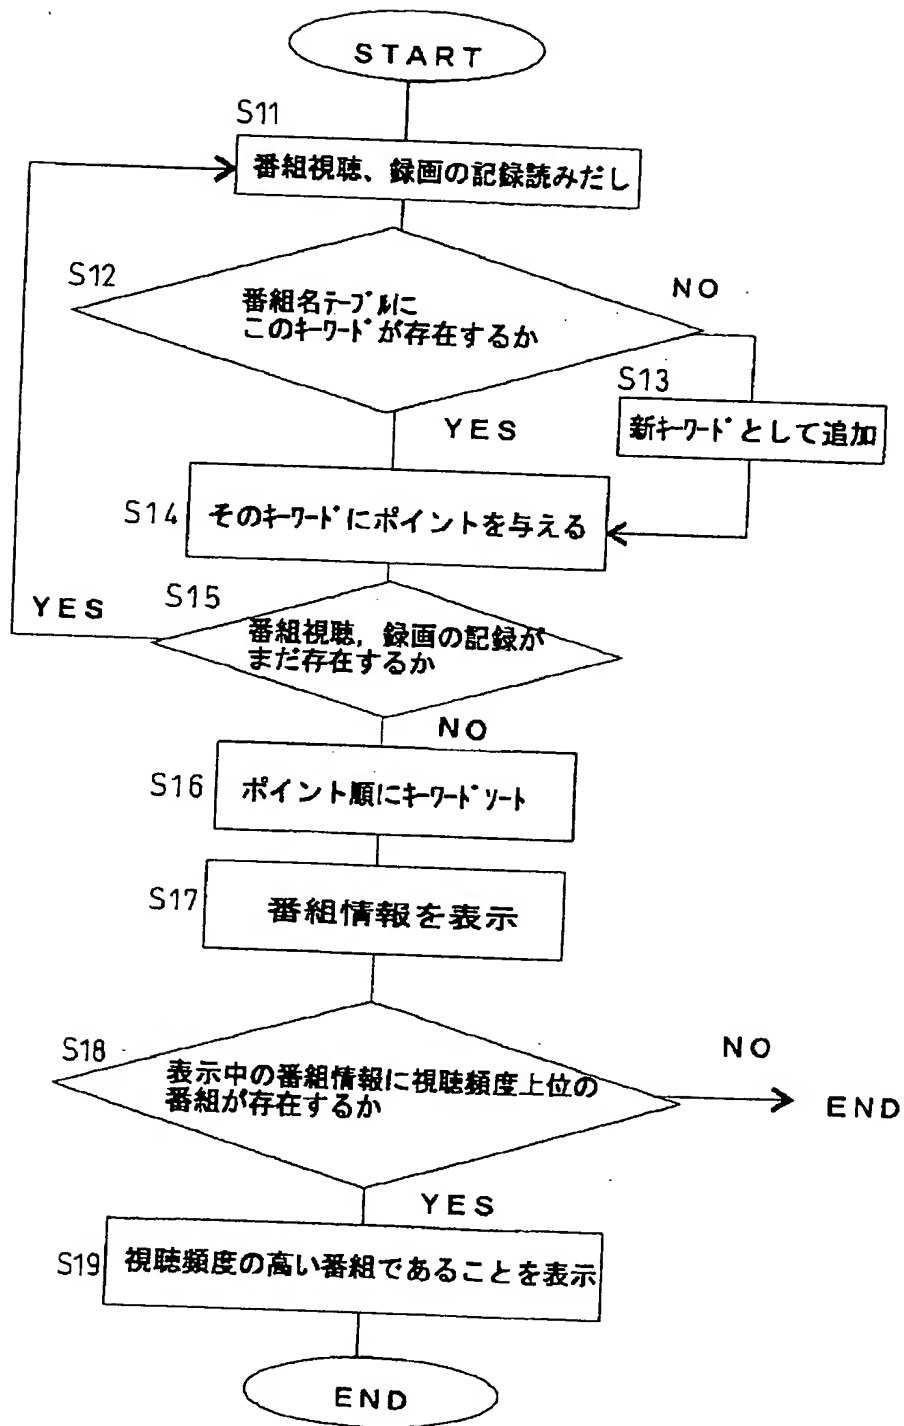 START
S11
番組視聴、録画の記録読みだし
S12
番組名ﾃｰﾌﾞﾙに
このｷｰﾜｰﾄﾞが存在するか
NO
S13
新ｷｰﾜｰﾄﾞとして追加
YES
S14
そのｷｰﾜｰﾄﾞにポイントを与える
S15
YES
番組視聴，録画の記録が
まだ存在するか
NO
S16
ポイント順にｷｰﾜｰﾄﾞｿｰﾄ
S17
番組情報を表示
S18
表示中の番組情報に視聴頻度上位の
番組が存在するか
NO
END
YES
S19
視聴頻度の高い番組であることを表示
END